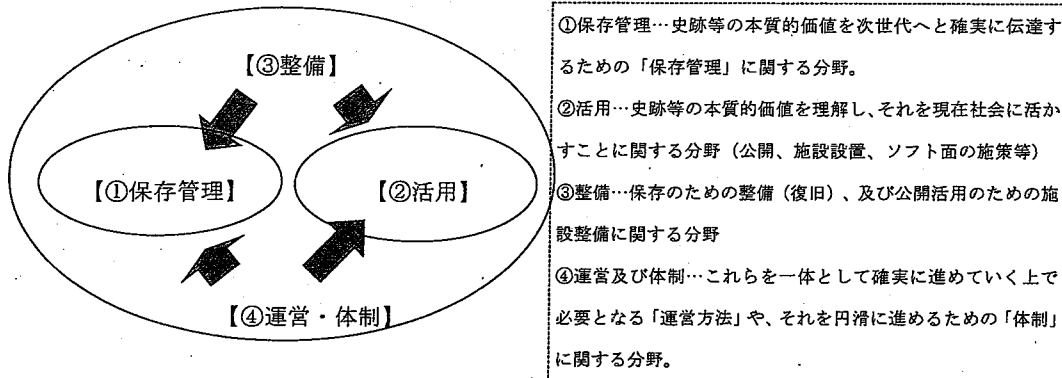 【③整備】
【①保存管理】
【②活用】
【④運営・体制】
①保存管理…史跡等の本質的価値を次世代へと確実に伝達す
るための「保存管理」に関する分野。
②活用…史跡等の本質的価値を理解し、それを現在社会に活か
すことに関する分野（公開、施設設置、ソフト面の施策等）
③整備…保存のための整備（復旧）、及び公開活用のための施
設整備に関する分野
④運営及び体制…これらを一体として確実に進めていく上で
必要となる「運営方法」や、それを円滑に進めるための「体制」
に関する分野。